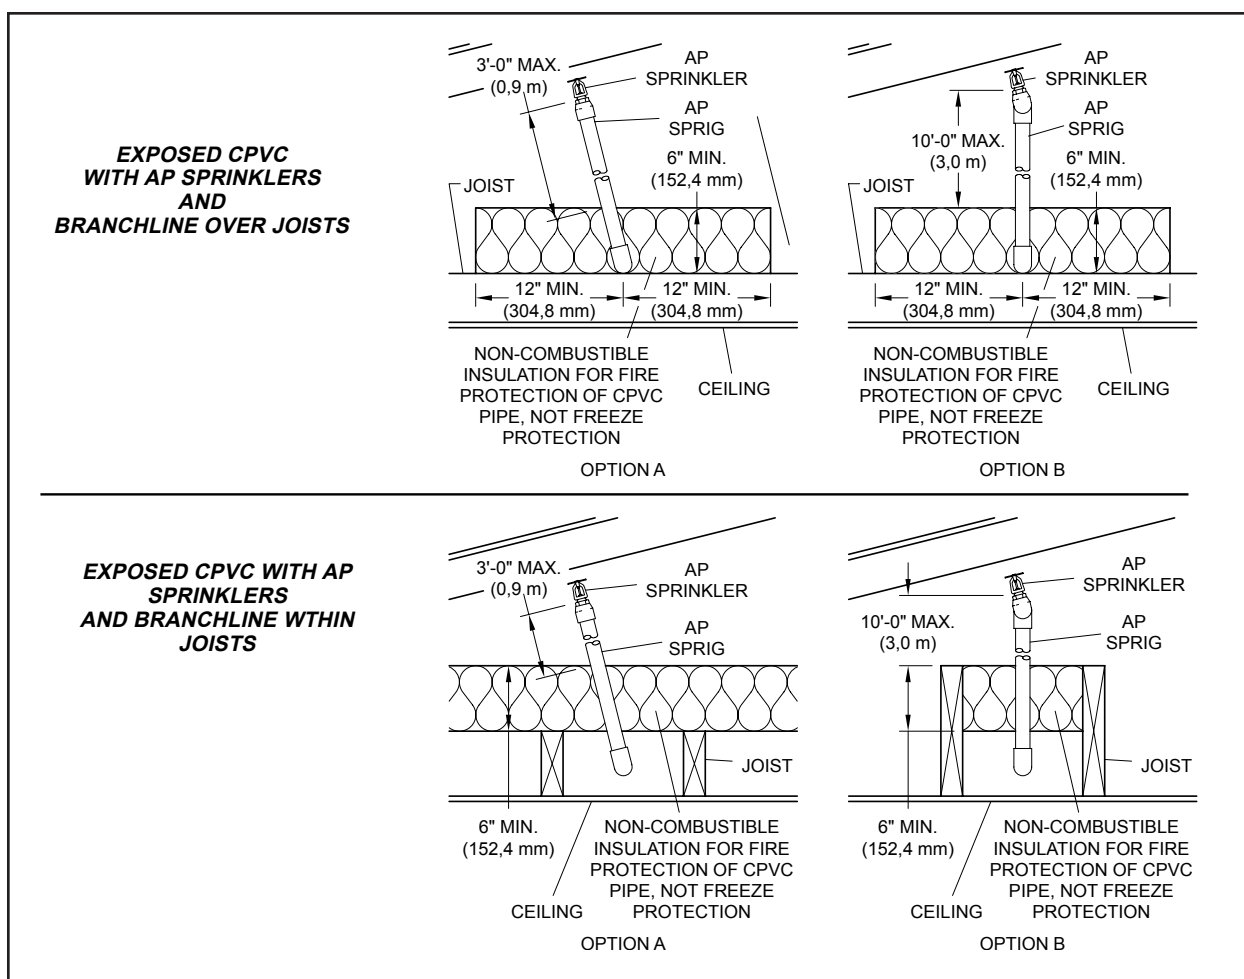 EXPOSED CPVC
WITH AP SPRINKLERS
AND
BRANCHLINE OVER JOISTS
3'-0" MAX.
(0,9 m)
AP
SPRINKLER
AP
SPRIG
6" MIN.
(152,4 mm)
JOIST
12" MIN.
(304,8 mm)
12" MIN.
(304,8 mm)
NON-COMBUSTIBLE
INSULATION FOR FIRE
PROTECTION OF CPVC
PIPE, NOT FREEZE
PROTECTION
CEILING
OPTION A
AP
SPRINKLER
AP
SPRIG
10'-0" MAX.
(3,0 m)
6" MIN.
(152,4 mm)
JOIST
12" MIN.
(304,8 mm)
12" MIN.
(304,8 mm)
NON-COMBUSTIBLE
INSULATION FOR FIRE
PROTECTION OF CPVC
PIPE, NOT FREEZE
PROTECTION
CEILING
OPTION B
EXPOSED CPVC WITH AP
SPRINKLERS
AND BRANCHLINE WTHIN
JOISTS
3'-0" MAX.
(0,9 m)
AP
SPRINKLER
AP
SPRIG
JOIST
6" MIN.
(152,4 mm)
NON-COMBUSTIBLE
INSULATION FOR FIRE
PROTECTION OF CPVC
PIPE, NOT FREEZE
PROTECTION
CEILING
OPTION A
AP
SPRINKLER
10'-0" MAX.
(3,0 m)
AP
SPRIG
JOIST
6" MIN.
(152,4 mm)
NON-COMBUSTIBLE
INSULATION FOR FIRE
PROTECTION OF CPVC
PIPE, NOT FREEZE
PROTECTION
CEILING
OPTION B